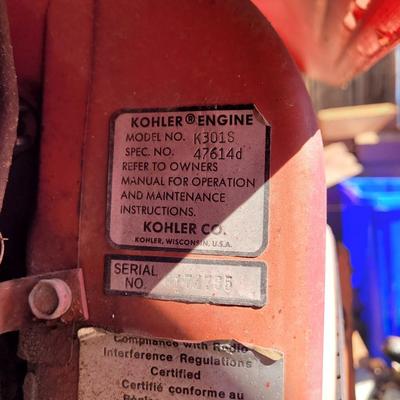 KOHLER® ENGINE
MODEL NO. K301S
SPEC. NO. 47614d
REFER TO OWNERS
MANUAL FOR OPERATION
AND MAINTENANCE
INSTRUCTIONS.
KOHLER CO.
KOHLER, WISCONSIN, U.S.A.
SERIAL
NO.
Compliance with Radio
Interference Regulations
Certified
Certifié conforme au